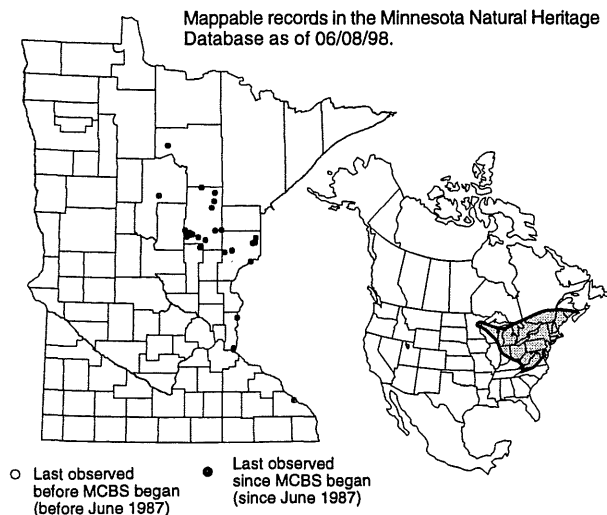 Mappable records in the Minnesota Natural Heritage
Database as of 06/08/98.
Last observed
before MCBS began
(before June 1987)
Last observed
since MCBS began
(since June 1987)